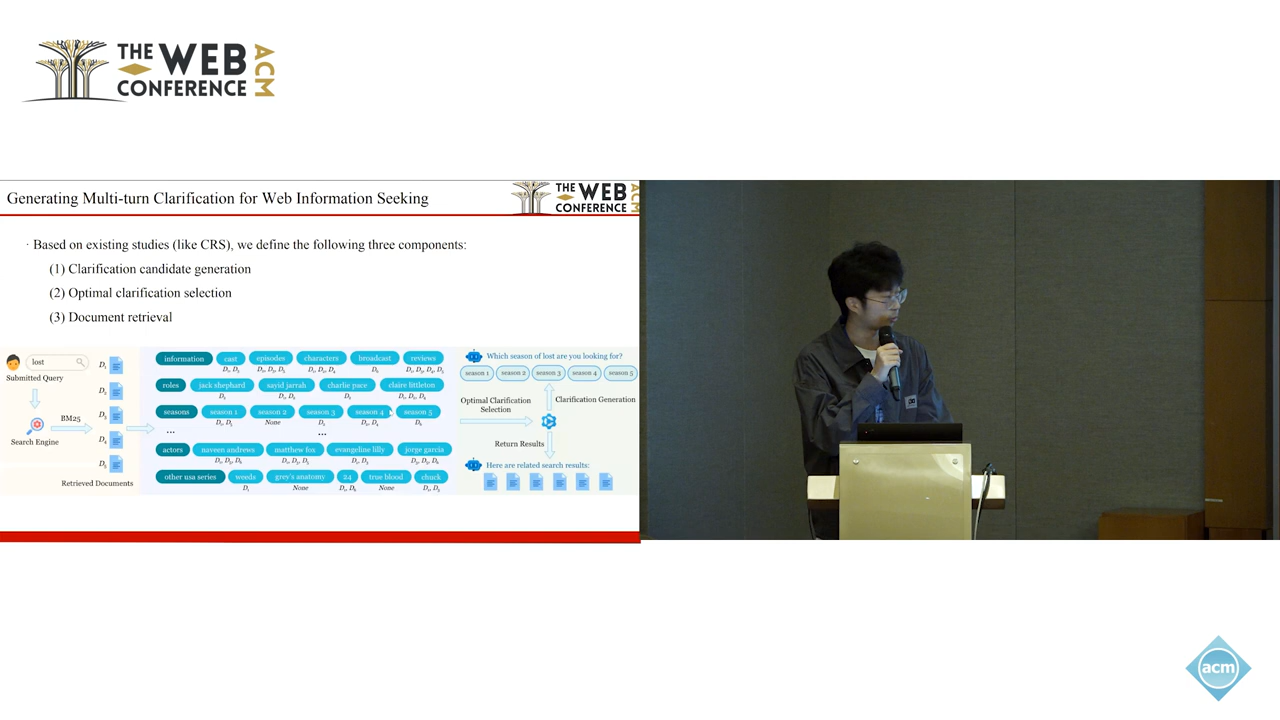 THE WEB
CONFERENCE
ACM
Generating Multi-turn Clarification for Web Information Seeking
THE WEB
CONFERENCE
ACM
· Based on existing studies (like CRS), we define the following three components:
(1) Clarification candidate generation
(2) Optimal clarification selection
(3) Document retrieval
lost
Submitted Query
BM25
Search Engine
D1
D2
D3
D4
D5
Retrieved Documents
information cast episodes characters broadcast reviews
roles jack shephard sayid jarrah charlie pace claire littleton
seasons season 1 season 2 season 3 season 4 season 5
None
... ...
actors naveen andrews matthew fox evangeline lilly jorge garcia
other usa series weeds grey's anatomy 24 true blood chuck
None None
Which season of lost are you looking for?
season 1 season 2 season 3 season 4 season 5
Optimal Clarification
Selection
Clarification Generation
Return Results
Here are related search results:
acm